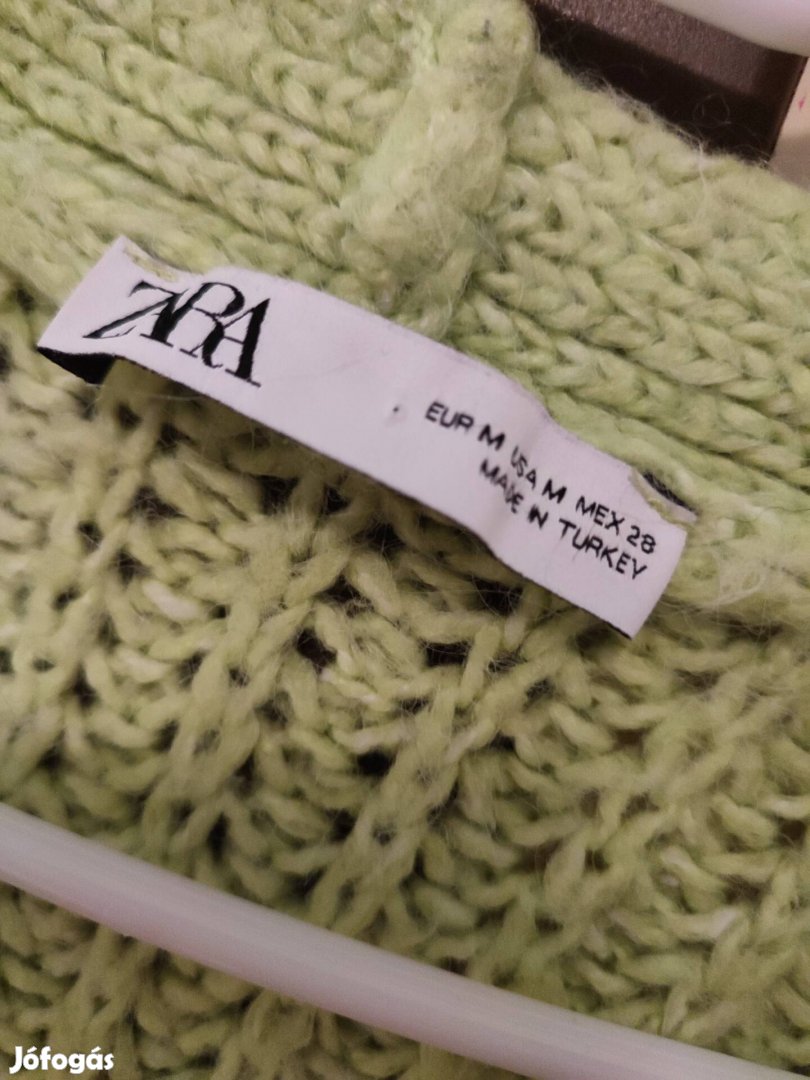 ZARA
EUR M USA M MEX 28
MADE IN TURKEY
Jófogás